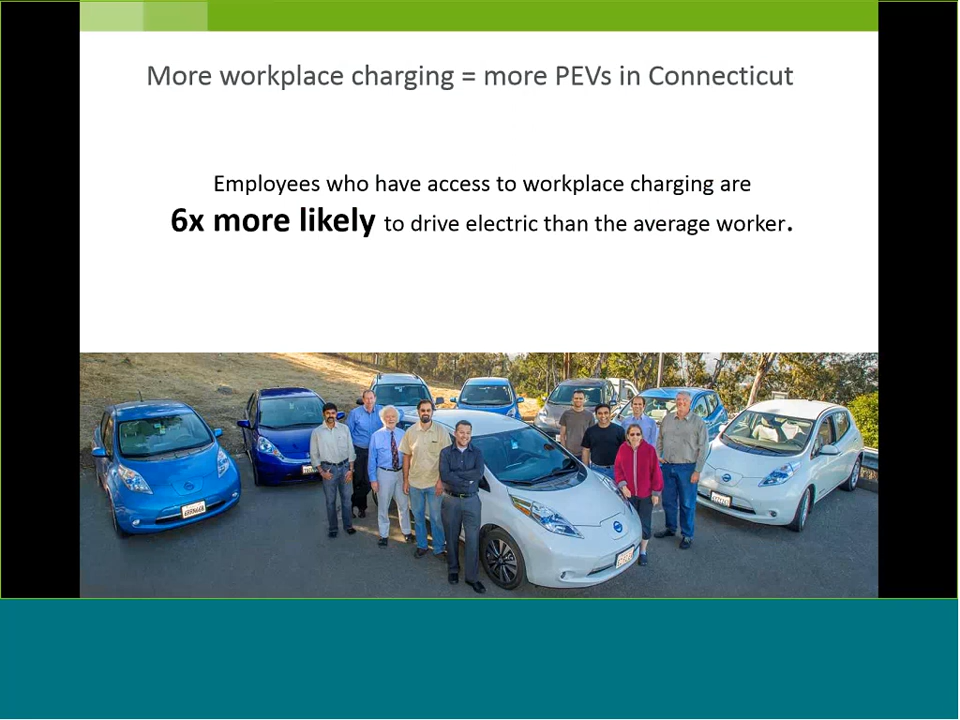 More workplace charging = more PEVs in Connecticut
Employees who have access to workplace charging are
6x more likely to drive electric than the average worker.